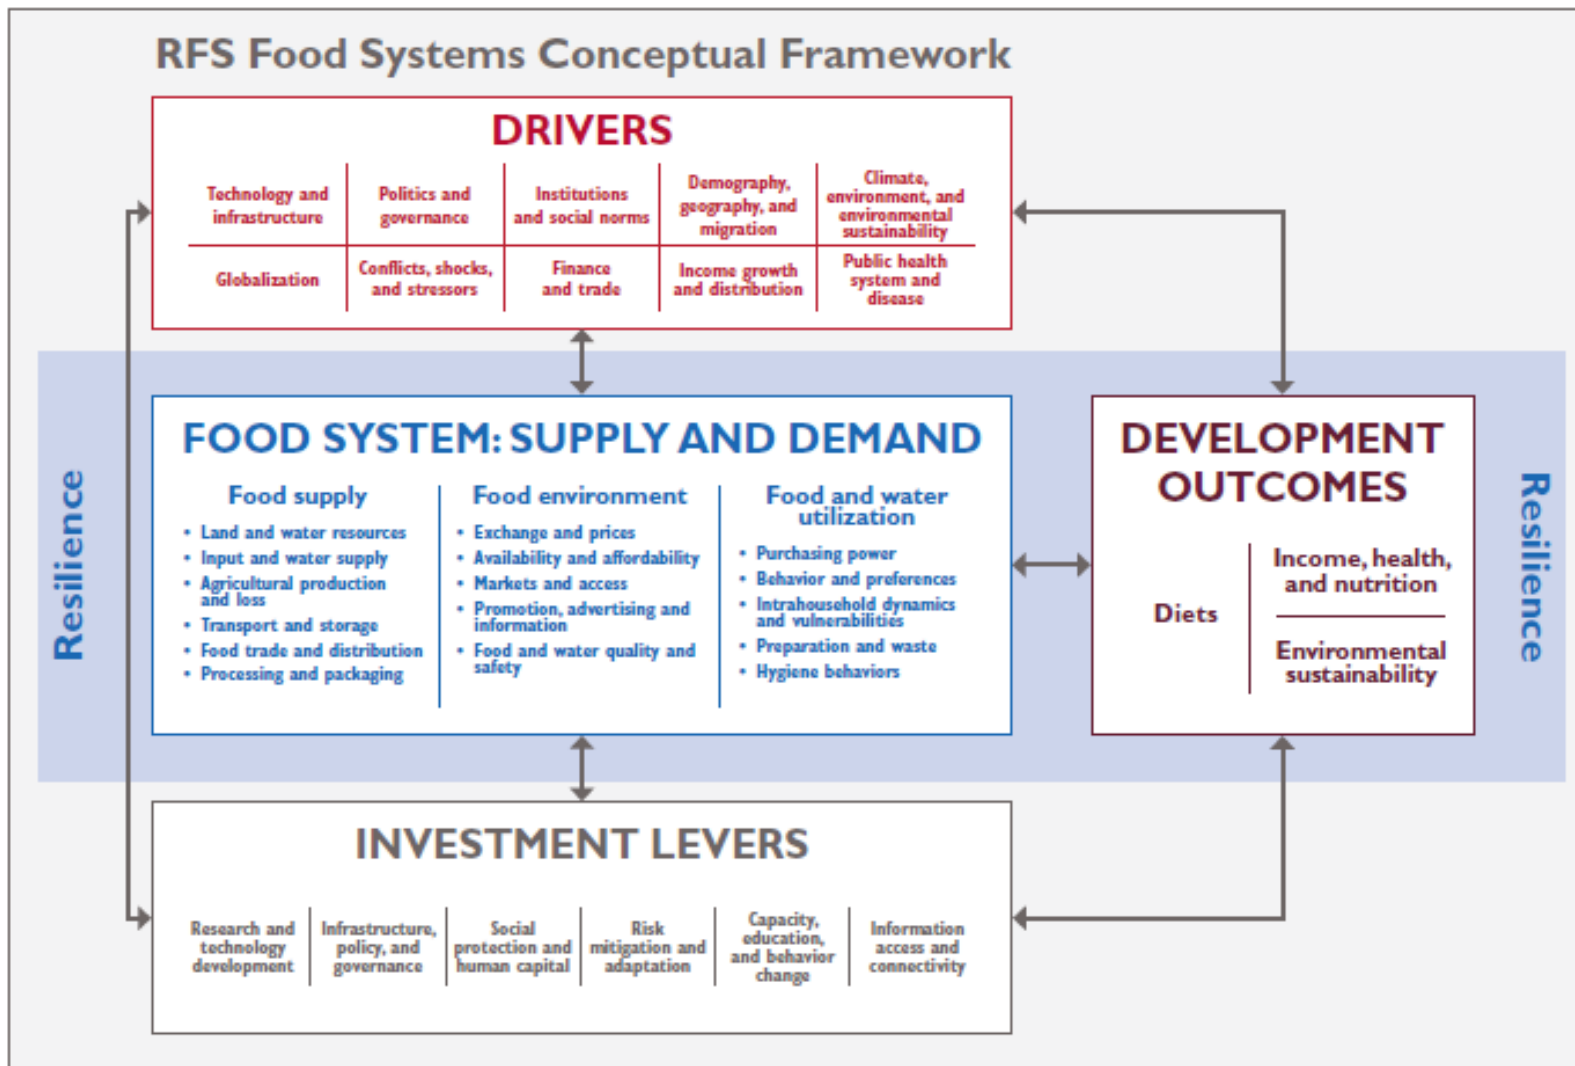 RFS Food Systems Conceptual Framework
DRIVERS
Technology and
infrastructure
Politics and
governance
Institutions
and social norms
Demography,
geography, and
migration
Climate,
environment, and
environmental
sustainability
Globalization
Conflicts, shocks,
and stressors
Finance
and trade
Income growth
and distribution
Public health
system and
disease
Resilience
FOOD SYSTEM: SUPPLY AND DEMAND
Food supply
• Land and water resources
• Input and water supply
• Agricultural production
and loss
• Transport and storage
• Food trade and distribution
• Processing and packaging
Food environment
• Exchange and prices
• Availability and affordability
• Markets and access
• Promotion, advertising and
information
• Food and water quality and
safety
Food and water
utilization
• Purchasing power
• Behavior and preferences
• Intrahousehold dynamics
and vulnerabilities
• Preparation and waste
• Hygiene behaviors
DEVELOPMENT
OUTCOMES
Diets
Income, health,
and nutrition
Environmental
sustainability
Resilience
INVESTMENT LEVERS
Research and
technology
development
Infrastructure,
policy, and
governance
Social
protection and
human capital
Risk
mitigation and
adaptation
Capacity,
education,
and behavior
change
Information
access and
connectivity